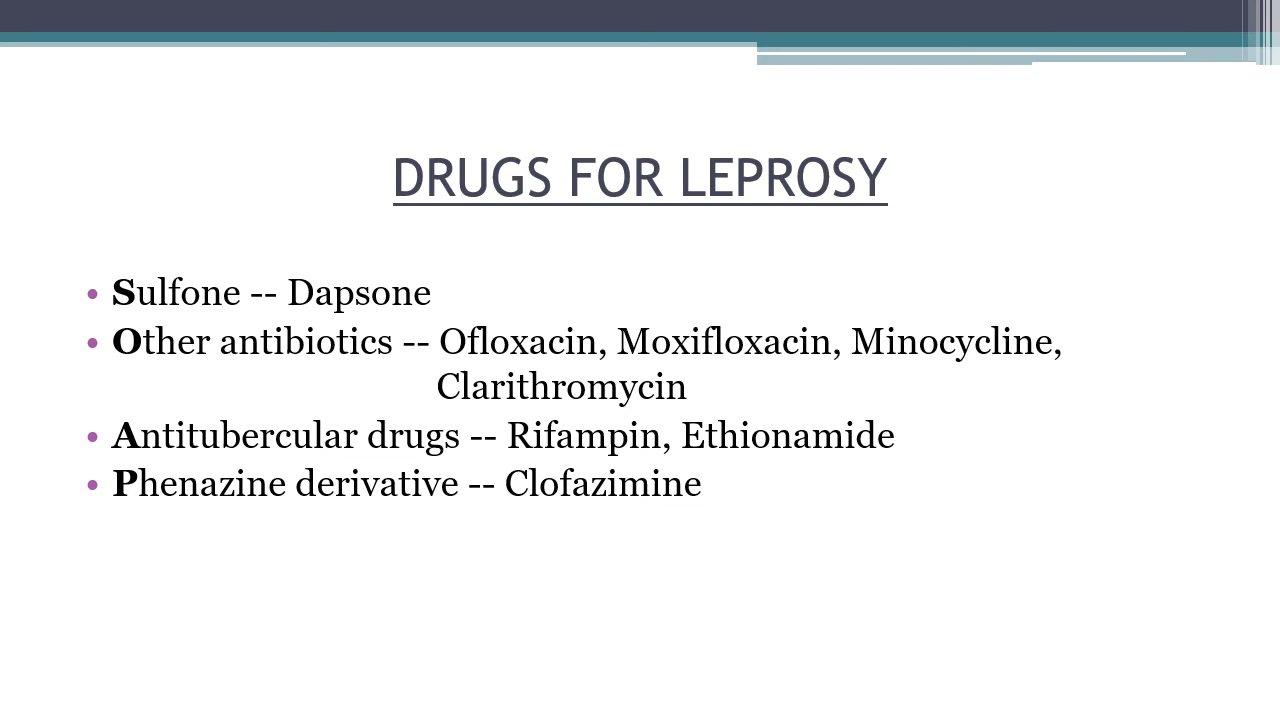 DRUGS FOR LEPROSY
• Sulfone -- Dapsone
• Other antibiotics -- Ofloxacin, Moxifloxacin, Minocycline,
Clarithromycin
• Antitubercular drugs -- Rifampin, Ethionamide
• Phenazine derivative -- Clofazimine